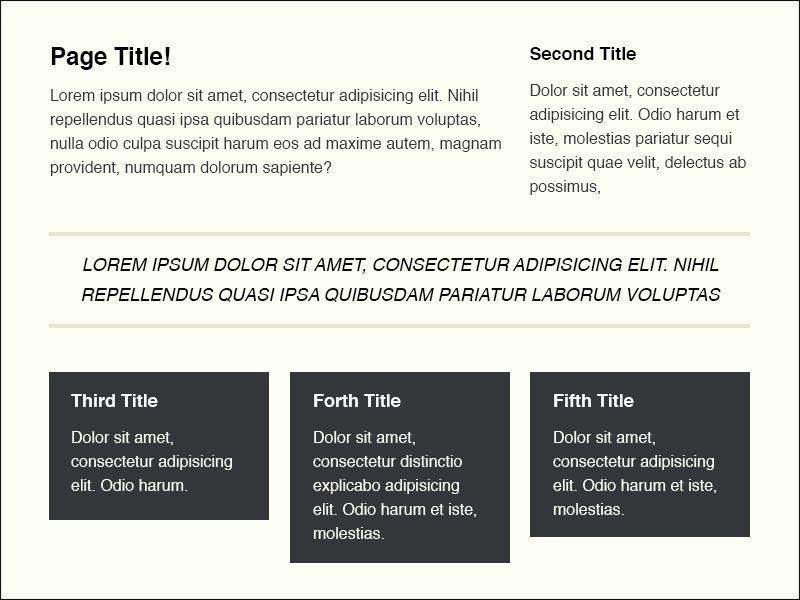 Page Title!
Lorem ipsum dolor sit amet, consectetur adipisicing elit. Nihil
repellendus quasi ipsa quibusdam pariatur laborum voluptas,
nulla odio culpa suscipit harum eos ad maxime autem, magnam
provident, numquam dolorum sapiente?
Second Title
Dolor sit amet, consectetur
adipisicing elit. Odio harum et
iste, molestias pariatur sequi
suscipit quae velit, delectus ab
possimus,
LOREM IPSUM DOLOR SIT AMET, CONSECTETUR ADIPISICING ELIT. NIHIL
REPELLENDUS QUASI IPSA QUIBUSDAM PARIATUR LABORUM VOLUPTAS
Third Title
Dolor sit amet,
consectetur adipisicing
elit. Odio harum.
Forth Title
Dolor sit amet,
consectetur distinctio
explicabo adipisicing
elit. Odio harum et iste,
molestias.
Fifth Title
Dolor sit amet,
consectetur adipisicing
elit. Odio harum et iste,
molestias.